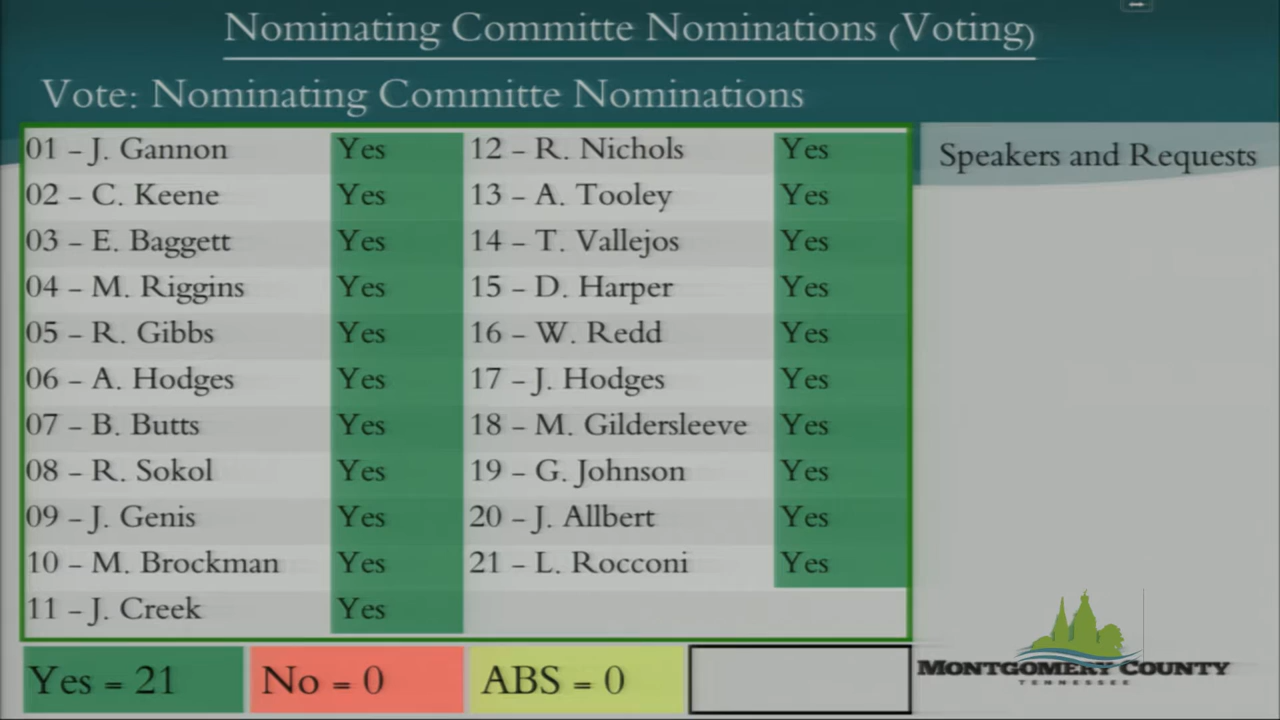 Nominating Committe Nominations (Voting)
Vote: Nominating Committe Nominations
01 - J. Gannon Yes 12 - R. Nichols Yes
02 - C. Keene Yes 13 - A. Tooley Yes
03 - E. Baggett Yes 14 - T. Vallejos Yes
04 - M. Riggins Yes 15 - D. Harper Yes
05 - R. Gibbs Yes 16 - W. Redd Yes
06 - A. Hodges Yes 17 - J. Hodges Yes
07 - B. Butts Yes 18 - M. Gildersleeve Yes
08 - R. Sokol Yes 19 - G. Johnson Yes
09 - J. Genis Yes 20 - J. Allbert Yes
10 - M. Brockman Yes 21 - L. Rocconi Yes
11 - J. Creek Yes
Yes = 21 No = 0 ABS = 0
Speakers and Requests
MONTGOMERY COUNTY
TENNESSEE